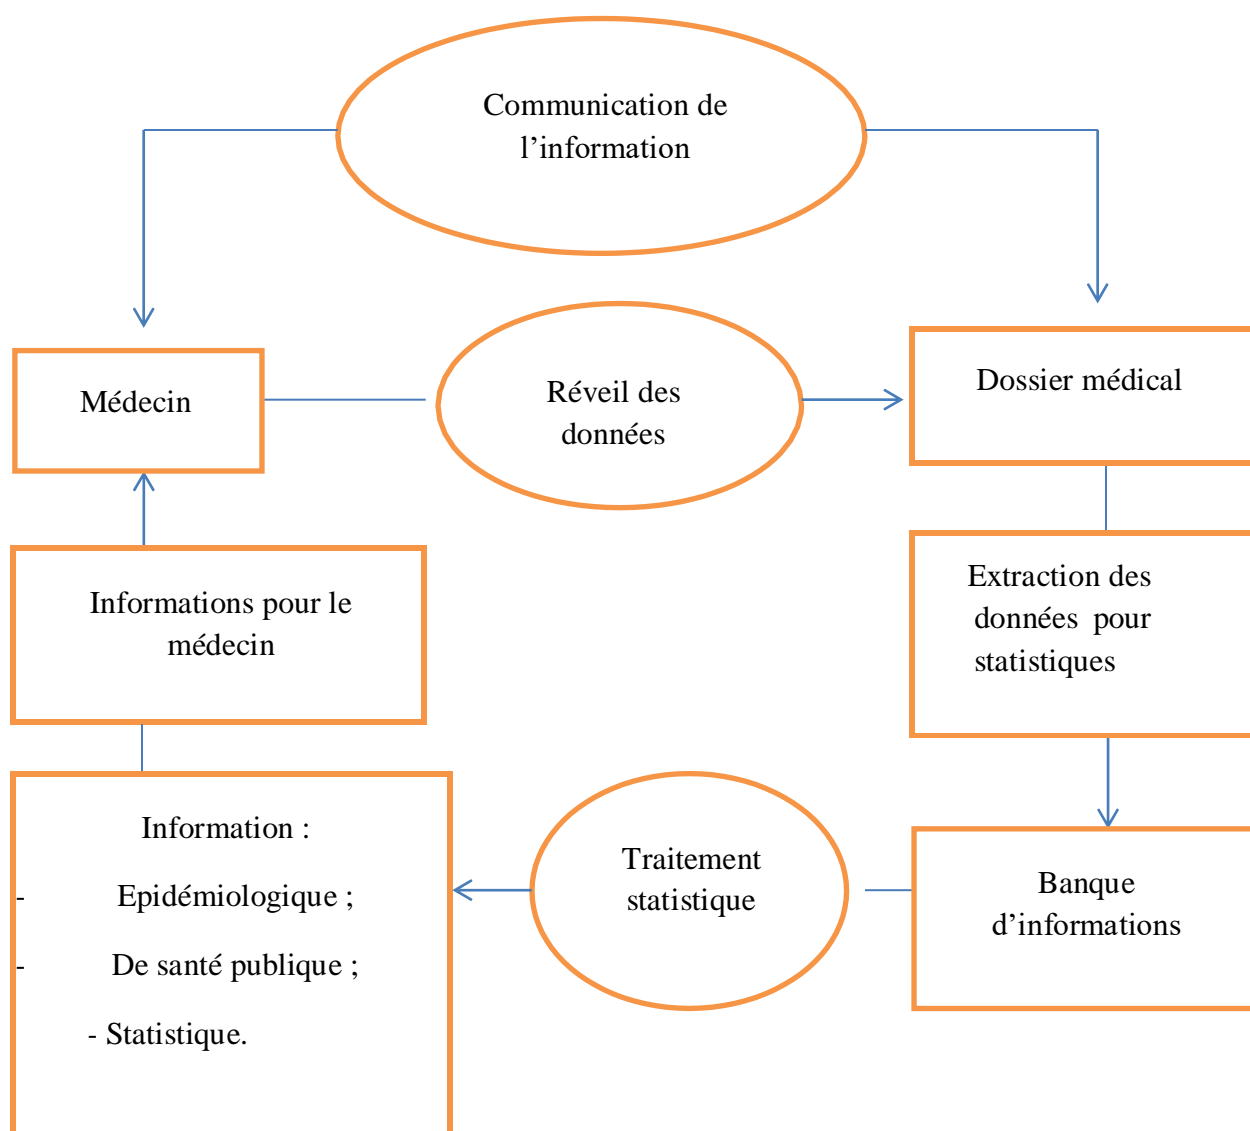 Communication de
l’information
Médecin
Réveil des
données
Dossier médical
Informations pour le
médecin
Extraction des
données pour
statistiques
Information :
- Epidémiologique ;
- De santé publique ;
- Statistique.
Traitement
statistique
Banque
d’informations